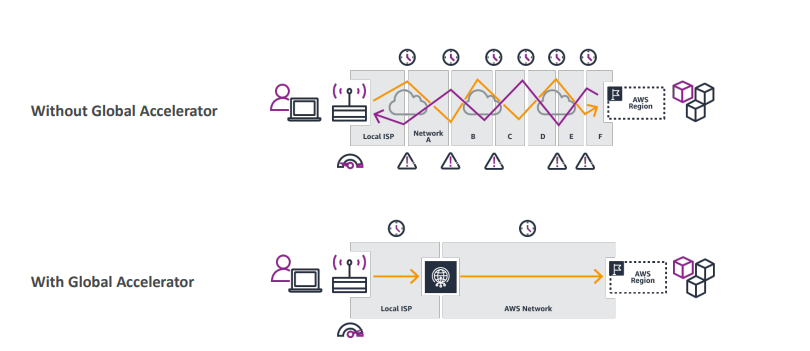 Without Global Accelerator
Local ISP
Network
A
B
C
D
E
F
AWS
Region
With Global Accelerator
Local ISP
AWS Network
AWS
Region